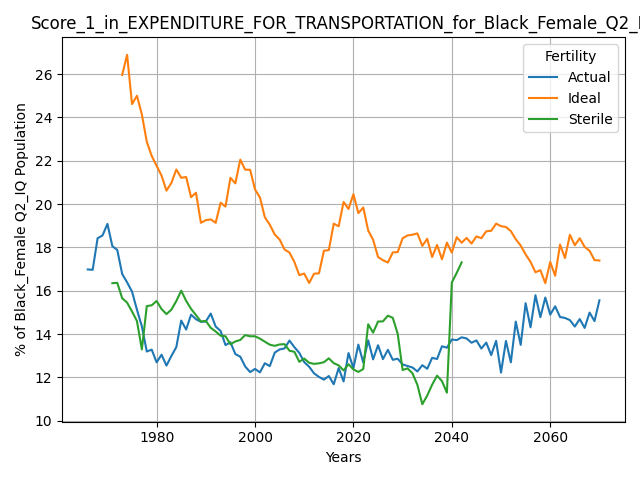 Score_1_in_EXPENDITURE_FOR_TRANSPORTATION_for_Black_Female_Q2_I
% of Black_Female Q2_IQ Population
26
24
22
20
18
16
14
12
10
Fertility
Actual
Ideal
Sterile
1980 2000 2020 2040 2060
Years